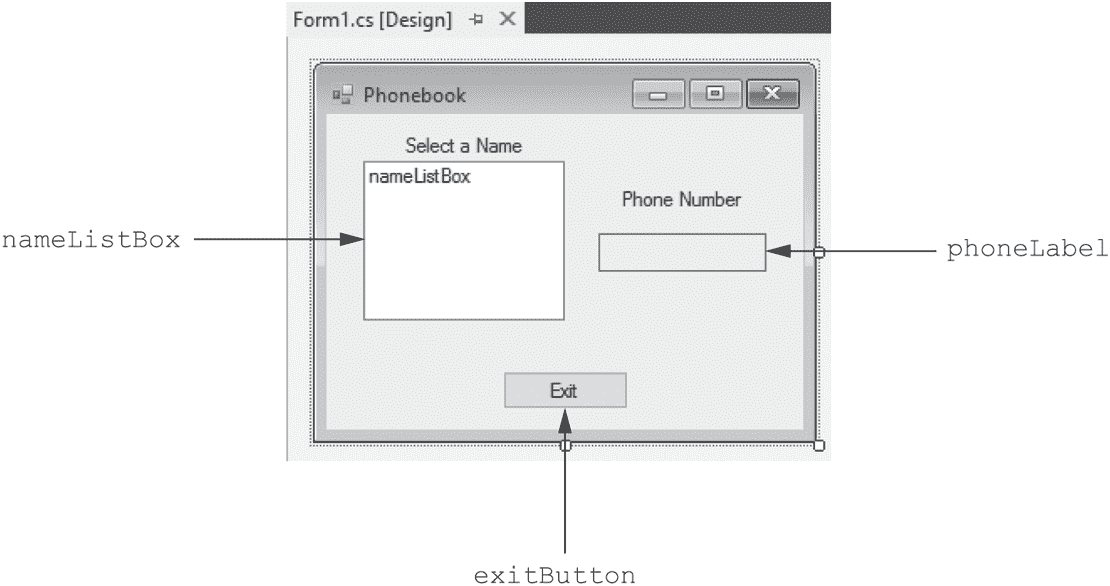 Form1.cs [Design]
Phonebook
Select a Name
nameListBox
Phone Number
nameListBox
phoneLabel
Exit
exitButton